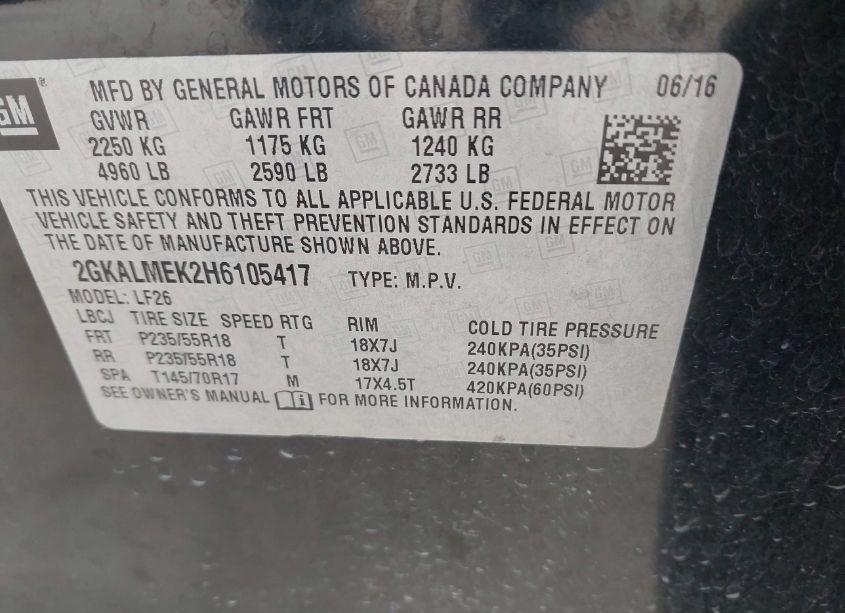 GM ®
MFD BY GENERAL MOTORS OF CANADA COMPANY 06/16
GVWR GAWR FRT GAWR RR
2250 KG 1175 KG 1240 KG
4960 LB 2590 LB 2733 LB
THIS VEHICLE CONFORMS TO ALL APPLICABLE U.S. FEDERAL MOTOR
VEHICLE SAFETY AND THEFT PREVENTION STANDARDS IN EFFECT ON
THE DATE OF MANUFACTURE SHOWN ABOVE.
2GKALMEK2H6105417 TYPE: M.P.V.
MODEL: LF26
LBCJ TIRE SIZE SPEED RTG RIM COLD TIRE PRESSURE
FRT P235/55R18 T 18X7J 240KPA(35PSI)
RR P235/55R18 T 18X7J 240KPA(35PSI)
SPA T145/70R17 M 17X4.5T 420KPA(60PSI)
SEE OWNER'S MANUAL i FOR MORE INFORMATION.